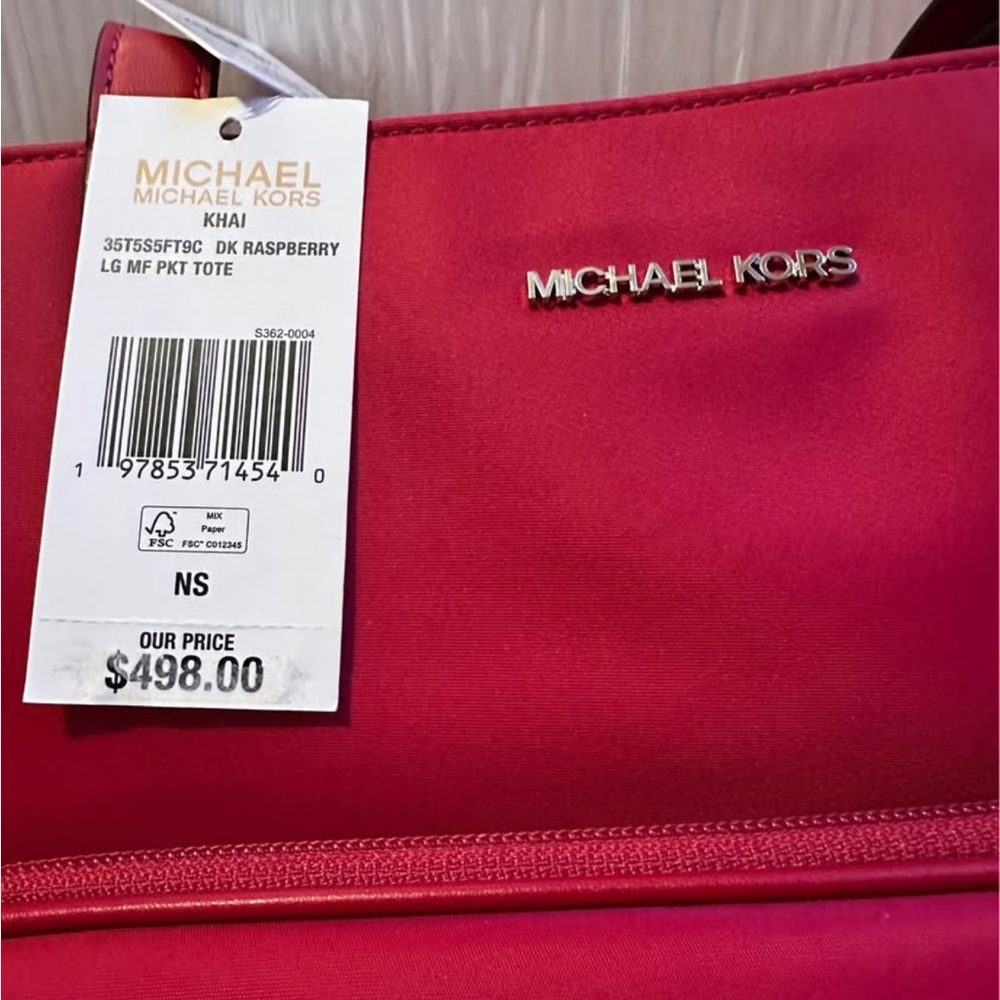 MICHAEL
MICHAEL KORS
KHAI
35T5S5FT9C DK RASPBERRY
LG MF PKT TOTE
S362-0004
1 97853 71454 0
MIX
Paper
FSC
FSC® C012345
NS
OUR PRICE
$498.00
MICHAEL KORS